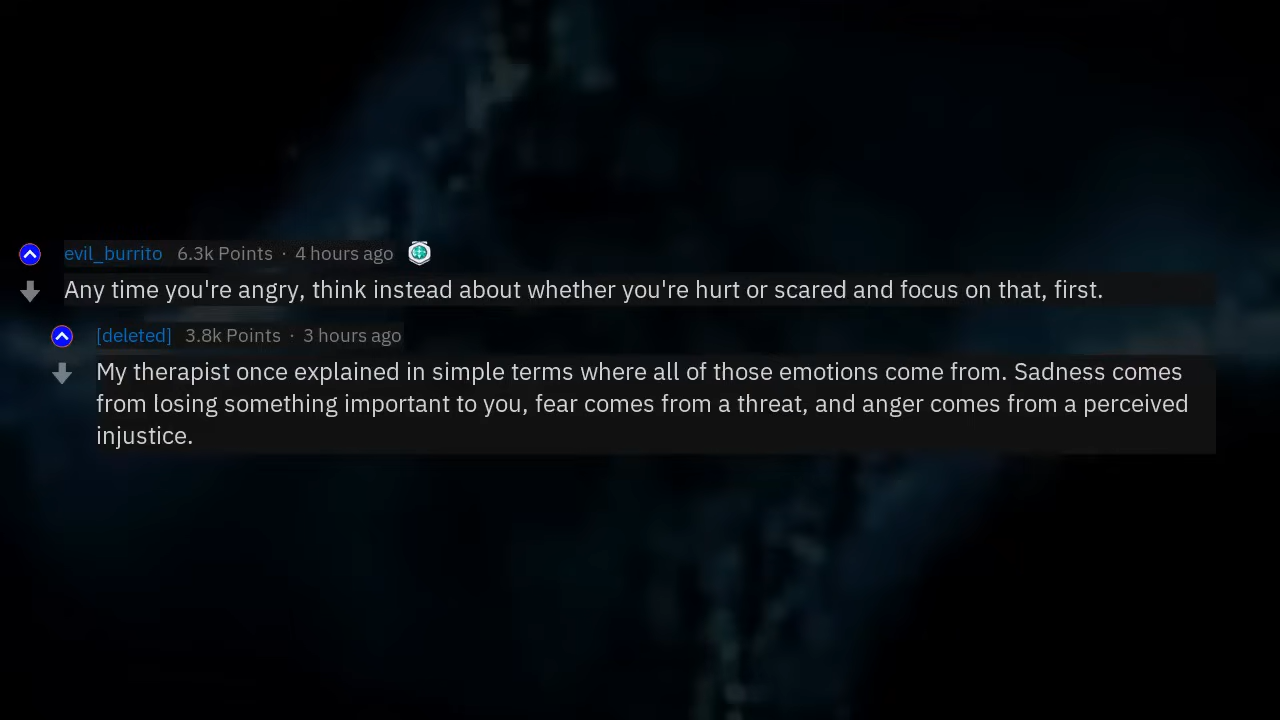 evil_burrito 6.3k Points · 4 hours ago
Any time you're angry, think instead about whether you're hurt or scared and focus on that, first.
[deleted] 3.8k Points · 3 hours ago
My therapist once explained in simple terms where all of those emotions come from. Sadness comes
from losing something important to you, fear comes from a threat, and anger comes from a perceived
injustice.